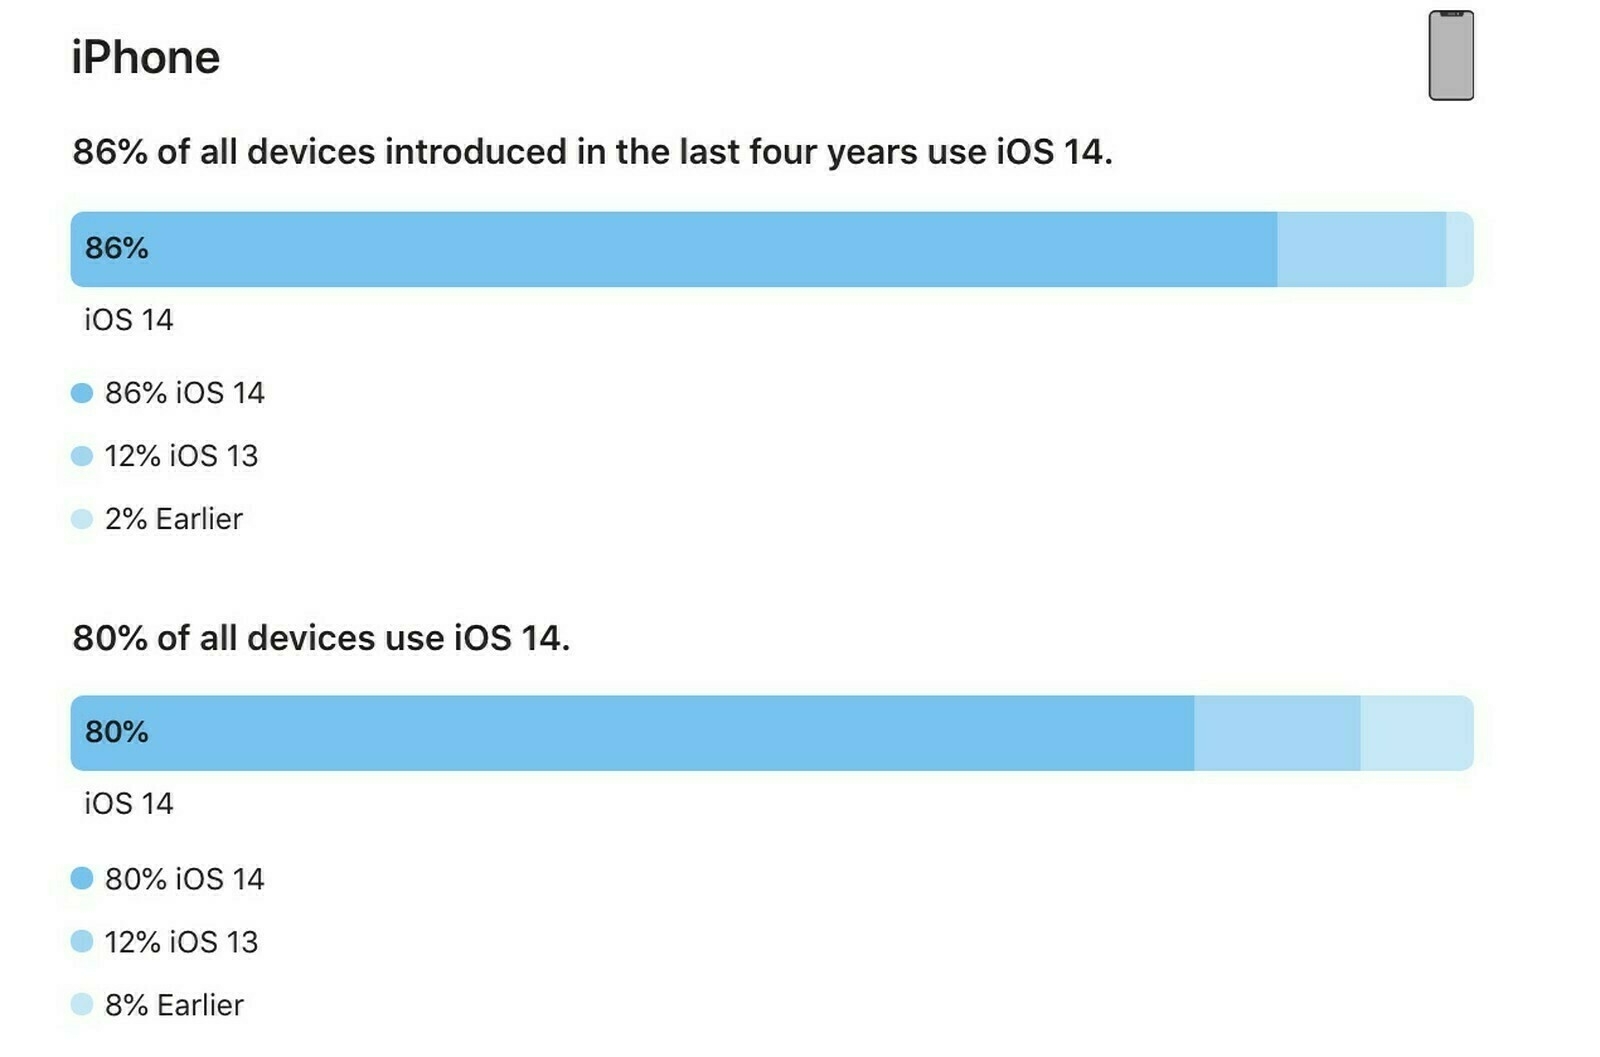 iPhone
86% of all devices introduced in the last four years use iOS 14.
86%
iOS 14
86% iOS 14
12% iOS 13
2% Earlier
80% of all devices use iOS 14.
80%
iOS 14
80% iOS 14
12% iOS 13
8% Earlier